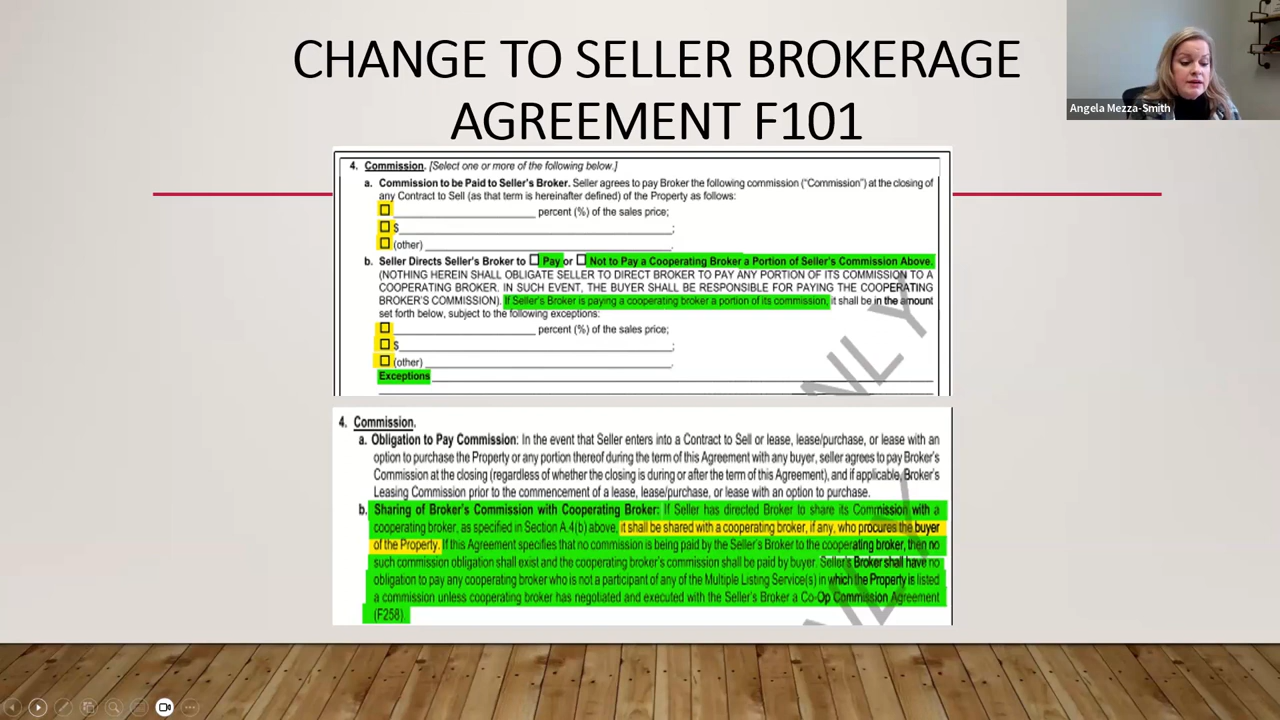 CHANGE TO SELLER BROKERAGE
AGREEMENT F101
Angela Mezza-Smith
4. Commission. [Select one or more of the following below.]
a. Commission to be Paid to Seller's Broker. Seller agrees to pay Broker the following commission ("Commission") at the closing of
any Contract to Sell (as that term is hereinafter defined) of the Property as follows:
percent (%) of the sales price;
$ ;
(other) .
b. Seller Directs Seller's Broker to Pay or Not to Pay a Cooperating Broker a Portion of Seller's Commission Above.
(NOTHING HEREIN SHALL OBLIGATE SELLER TO DIRECT BROKER TO PAY ANY PORTION OF ITS COMMISSION TO A
COOPERATING BROKER. IN SUCH EVENT, THE BUYER SHALL BE RESPONSIBLE FOR PAYING THE COOPERATING
BROKER'S COMMISSION). If Seller's Broker is paying a cooperating broker a portion of its commission, it shall be in the amount
set forth below, subject to the following exceptions:
percent (%) of the sales price;
$ ;
(other) .
Exceptions
NLY
4. Commission.
a. Obligation to Pay Commission: In the event that Seller enters into a Contract to Sell or lease, lease/purchase, or lease with an
option to purchase the Property or any portion thereof during the term of this Agreement with any buyer, seller agrees to pay Broker's
Commission at the closing (regardless of whether the closing is during or after the term of this Agreement), and if applicable, Broker's
Leasing Commission prior to the commencement of a lease, lease/purchase, or lease with an option to purchase.
b. Sharing of Broker's Commission with Cooperating Broker: If Seller has directed Broker to share its Commission with a
cooperating broker, as specified in Section A.4(b) above, it shall be shared with a cooperating broker, if any, who procures the buyer
of the Property. If this Agreement specifies that no commission is being paid by the Seller's Broker to the cooperating broker, then no
such commission obligation shall exist and the cooperating broker's commission shall be paid by buyer. Seller's Broker shall have no
obligation to pay any cooperating broker who is not a participant of any of the Multiple Listing Service(s) in which the Property is listed
a commission unless cooperating broker has negotiated and executed with the Seller's Broker a Co-Op Commission Agreement
(F258).
NLY